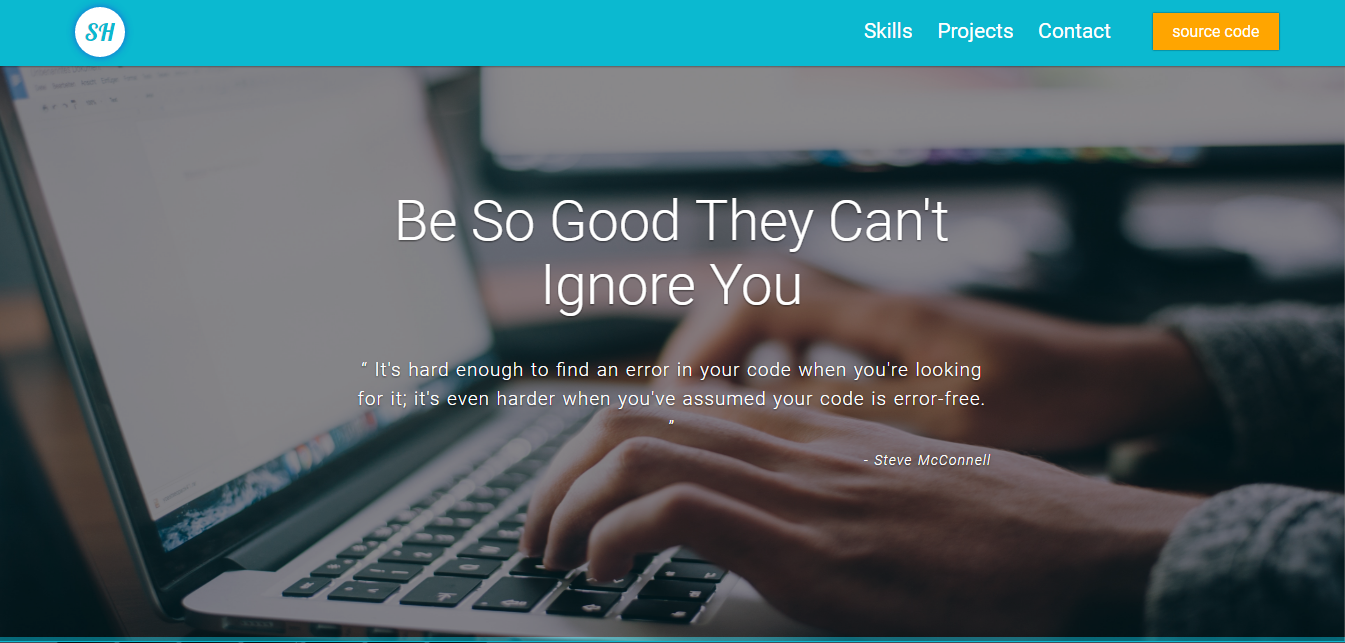 SH
Skills Projects Contact source code
Be So Good They Can't
Ignore You
" It's hard enough to find an error in your code when you're looking
for it; it's even harder when you've assumed your code is error-free.
"
- Steve McConnell